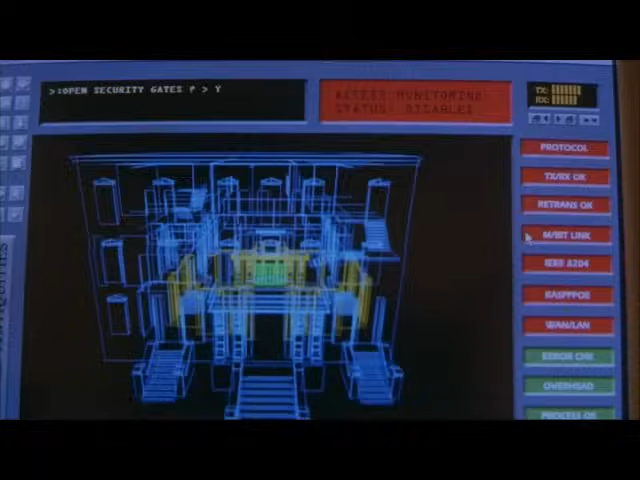 >:OPEN SECURITY GATES ? > Y
ACCESS MONITORING
STATUS: DISABLED
TX:
RX:
PROTOCOL
TX/RX OK
RETRANS OK
M/BIT LINK
IEEE 8204
RASPPPOE
WAN/LAN
ERROR CHK
OVERHEAD
PROCESS OK